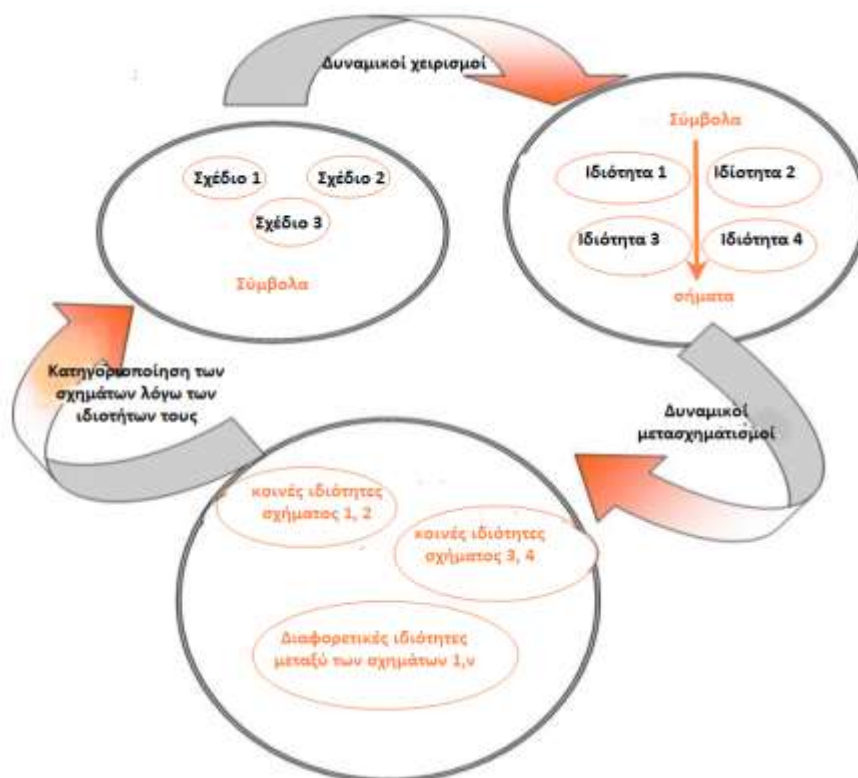 Δυναμικοί χειρισμοί
Σχέδιο 1
Σχέδιο 2
Σχέδιο 3
Σύμβολα
Σύμβολα
Ιδιότητα 1
Ιδίοτητα 2
Ιδιότητα 3
Ιδιότητα 4
σήματα
Κατηγοριοποίηση των
σχημάτων λόγω των
ιδιοτήτων τους
Δυναμικοί
μετασχηματισμοί
κοινές ιδιότητες
σχήματος 1, 2
κοινές ιδιότητες
σχήματος 3, 4
Διαφορετικές ιδιότητες
μεταξύ των σχημάτων 1,ν